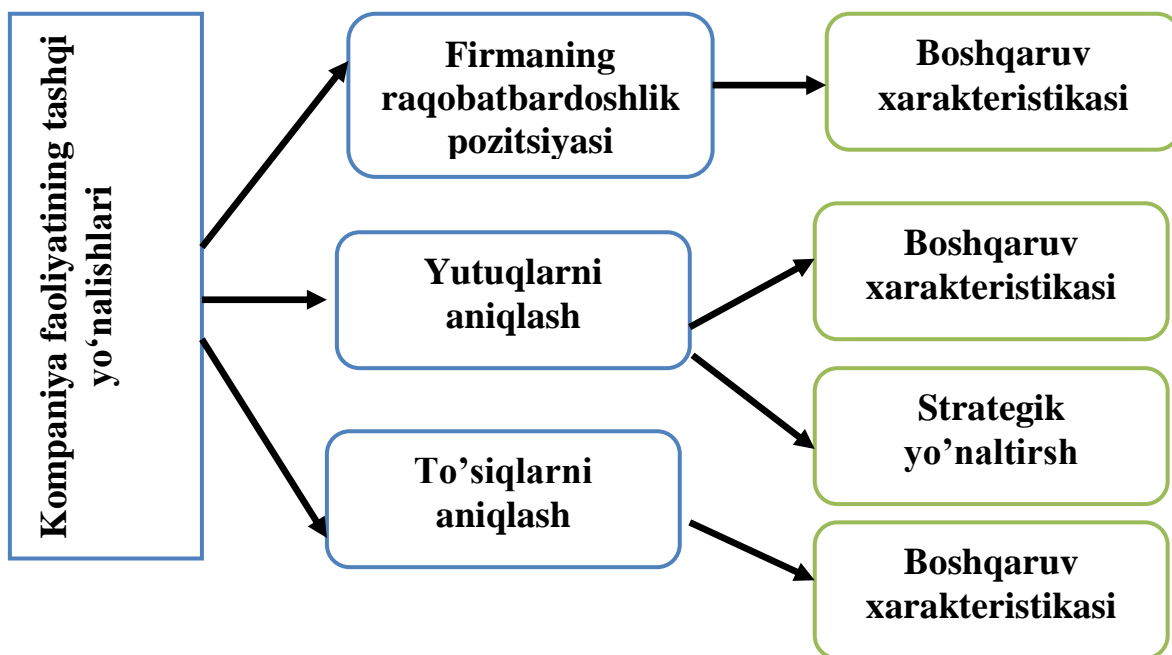 Kompaniya faoliyatining tashqi
yo‘nalishlari
Firmaning
raqobatbardoshlik
pozitsiyasi
Boshqaruv
xarakteristikasi
Yutuqlarni
aniqlash
Boshqaruv
xarakteristikasi
Strategik
yo’naltirsh
To’siqlarni
aniqlash
Boshqaruv
xarakteristikasi